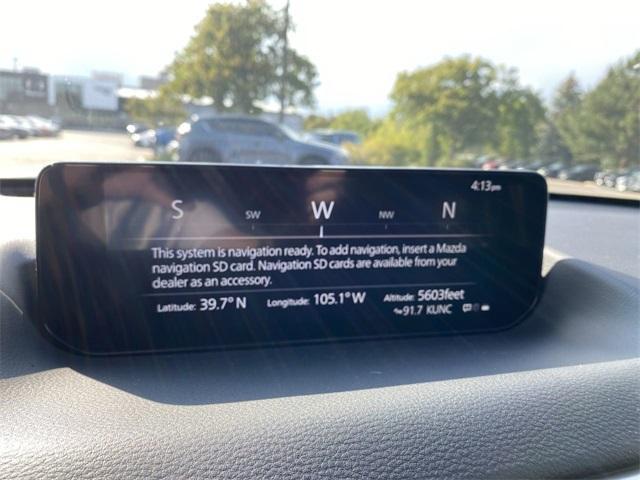 4:13pm
S SW W NW N
This system is navigation ready. To add navigation, insert a Mazda
navigation SD card. Navigation SD cards are available from your
dealer as an accessory.
Latitude: 39.7° N Longitude: 105.1° W Altitude: 5603feet
91.7 KUNC